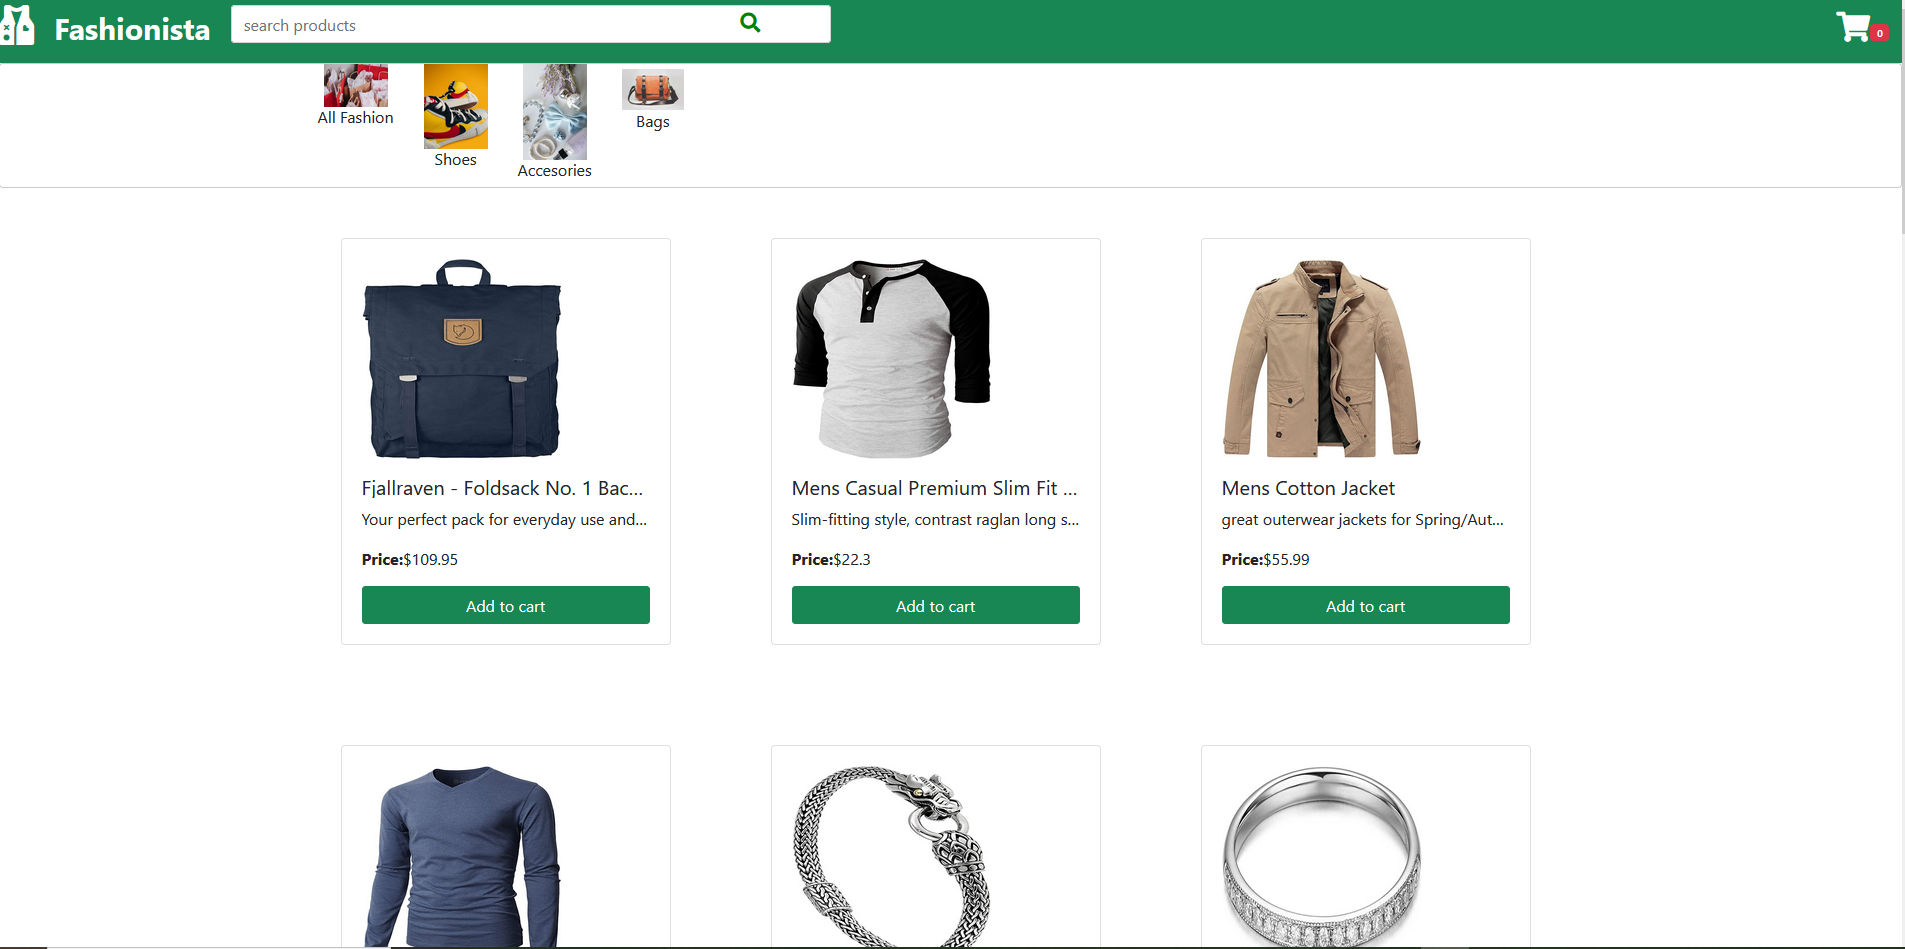 Fashionista
search products
0
All Fashion
Shoes
Accesories
Bags
Fjallraven - Foldsack No. 1 Bac...
Your perfect pack for everyday use and...
Price:$109.95
Add to cart
Mens Casual Premium Slim Fit ...
Slim-fitting style, contrast raglan long s...
Price:$22.3
Add to cart
Mens Cotton Jacket
great outerwear jackets for Spring/Aut...
Price:$55.99
Add to cart